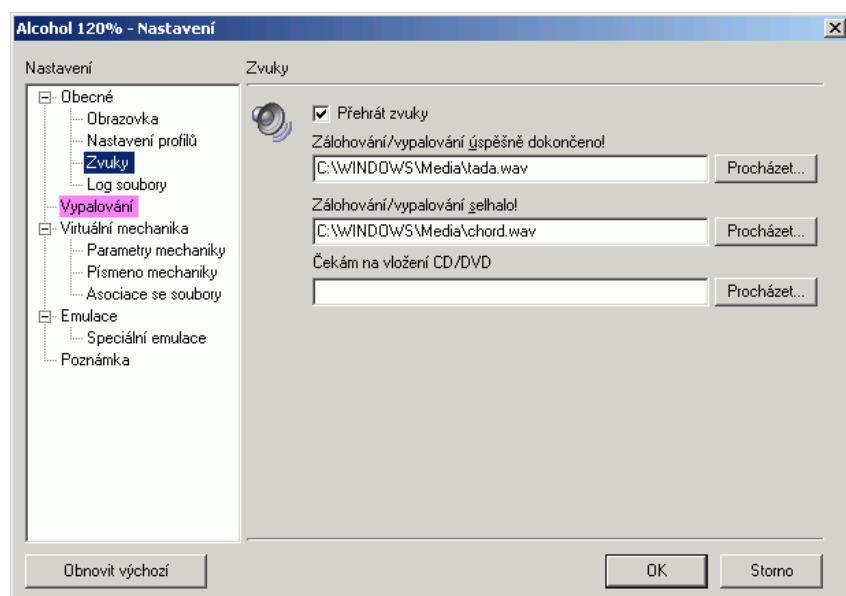 Alcohol 120% - Nastavení
Nastavení
Obecné
Obrazovka
Nastavení profilů
Zvuky
Log soubory
Vypalování
Virtuální mechanika
Parametry mechaniky
Písmeno mechaniky
Asociace se soubory
Emulace
Speciální emulace
Poznámka
Zvuky
Přehrát zvuky
Zálohování/vypalování úspěšně dokončeno!
C:\WINDOWS\Media\tada.wav
Procházet...
Zálohování/vypalování selhalo!
C:\WINDOWS\Media\chord.wav
Procházet...
Čekám na vložení CD/DVD
Procházet...
Obnovit výchozí
OK
Storno